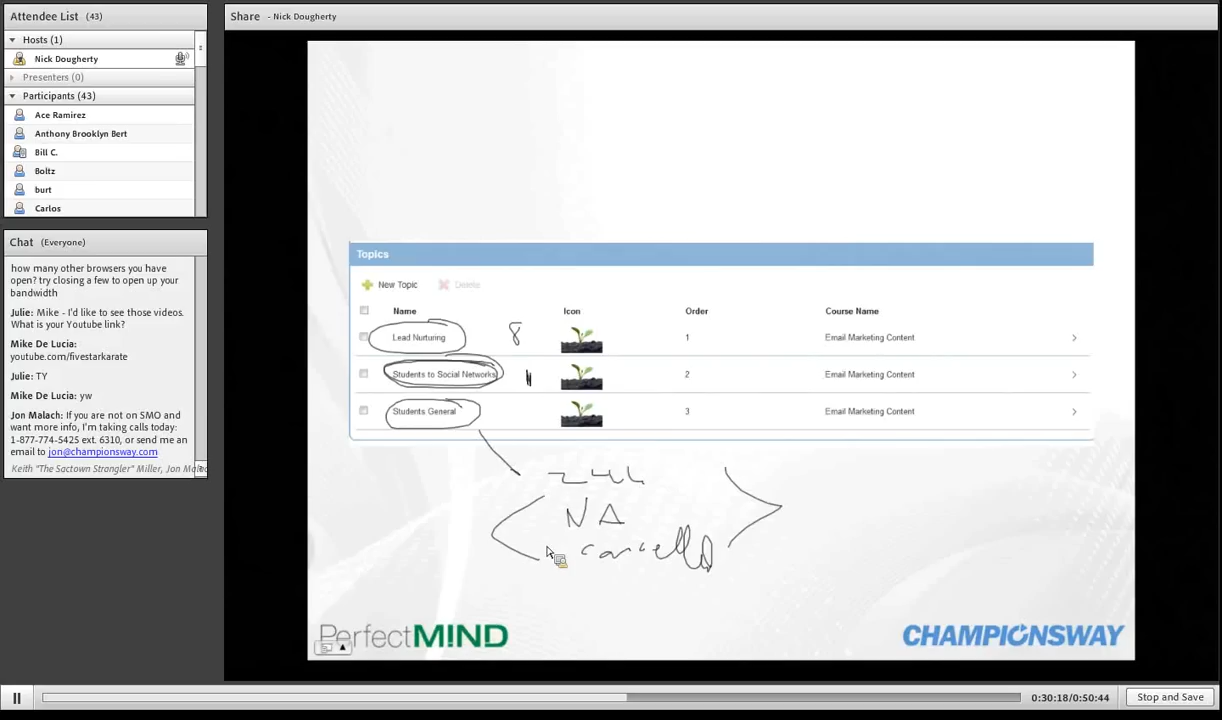 Attendee List (43)
Hosts (1)
Nick Dougherty
Presenters (0)
Participants (43)
Ace Ramirez
Anthony Brooklyn Bert
Bill C.
Boltz
burt
Carlos
Chat (Everyone)
how many other browsers you have
open? try closing a few to open up your
bandwidth
Julie: Mike - I'd like to see those videos.
What is your Youtube link?
Mike De Lucia:
youtube.com/fivestarkarate
Julie: TY
Mike De Lucia: yw
Jon Malach: If you are not on SMO and
want more info, I'm taking calls today:
1-877-774-5425 ext. 6310, or send me an
email to jon@championsway.com
Keith "The Sactown Strangler" Miller, Jon
Share - Nick Dougherty
Topics
New Topic Delete
Name Icon Order Course Name
Lead Nurturing 8 1 Email Marketing Content
Students to Social Networks 2 Email Marketing Content
Students General 3 Email Marketing Content
NA
PerfectMIND CHAMPIONSWAY
0:30:18/0:50:44 Stop and Save